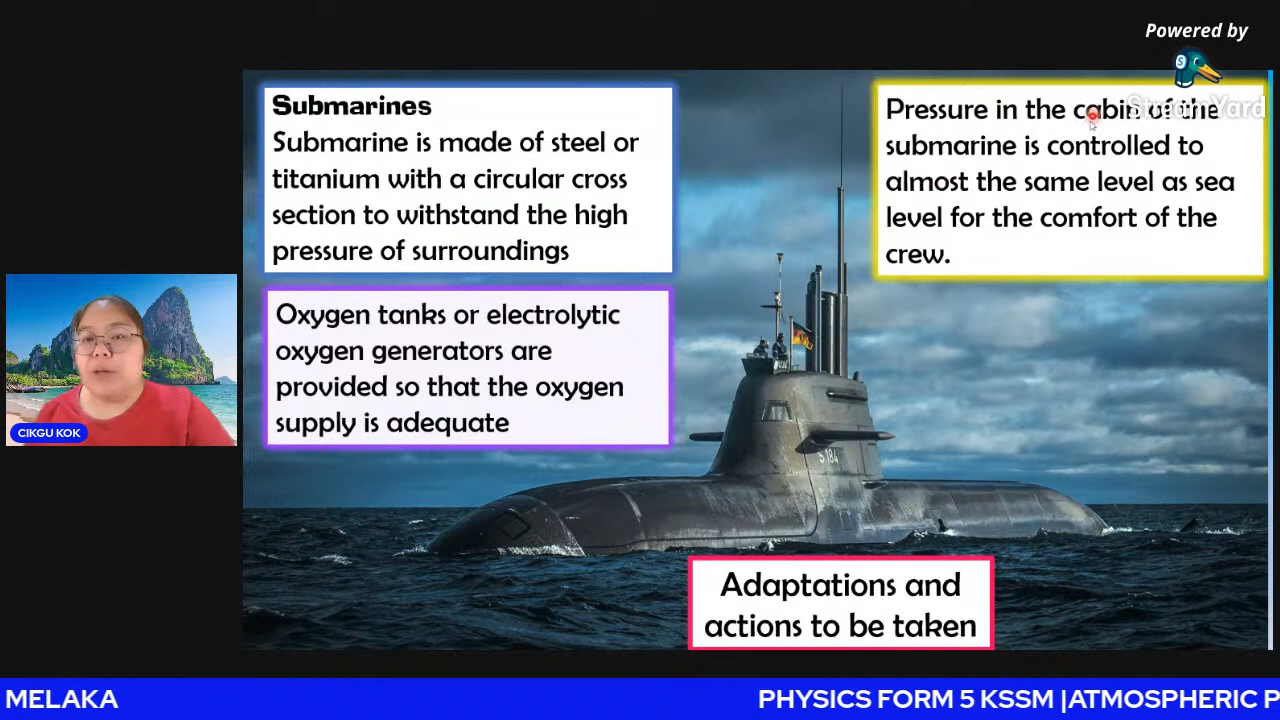 Powered by
StreamYard
Submarines
Submarine is made of steel or
titanium with a circular cross
section to withstand the high
pressure of surroundings
Pressure in the cabin of the
submarine is controlled to
almost the same level as sea
level for the comfort of the
crew.
Oxygen tanks or electrolytic
oxygen generators are
provided so that the oxygen
supply is adequate
CIKGU KOK
S 184
Adaptations and
actions to be taken
MELAKA
PHYSICS FORM 5 KSSM |ATMOSPHERIC P